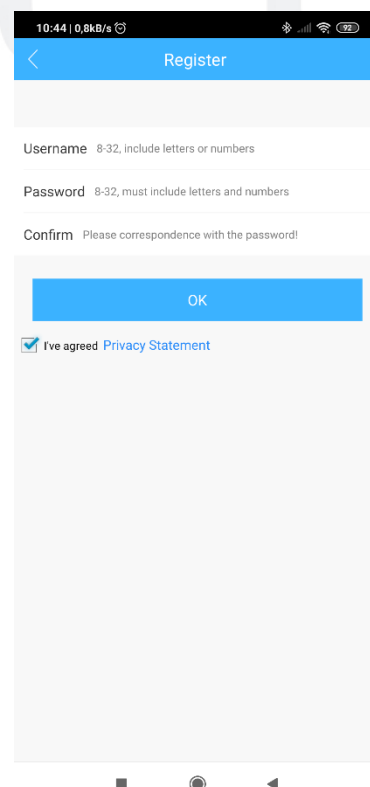 10:44 | 0,8kB/s 92
Register
Username 8-32, include letters or numbers
Password 8-32, must include letters and numbers
Confirm Please correspondence with the password!
OK
I've agreed Privacy Statement